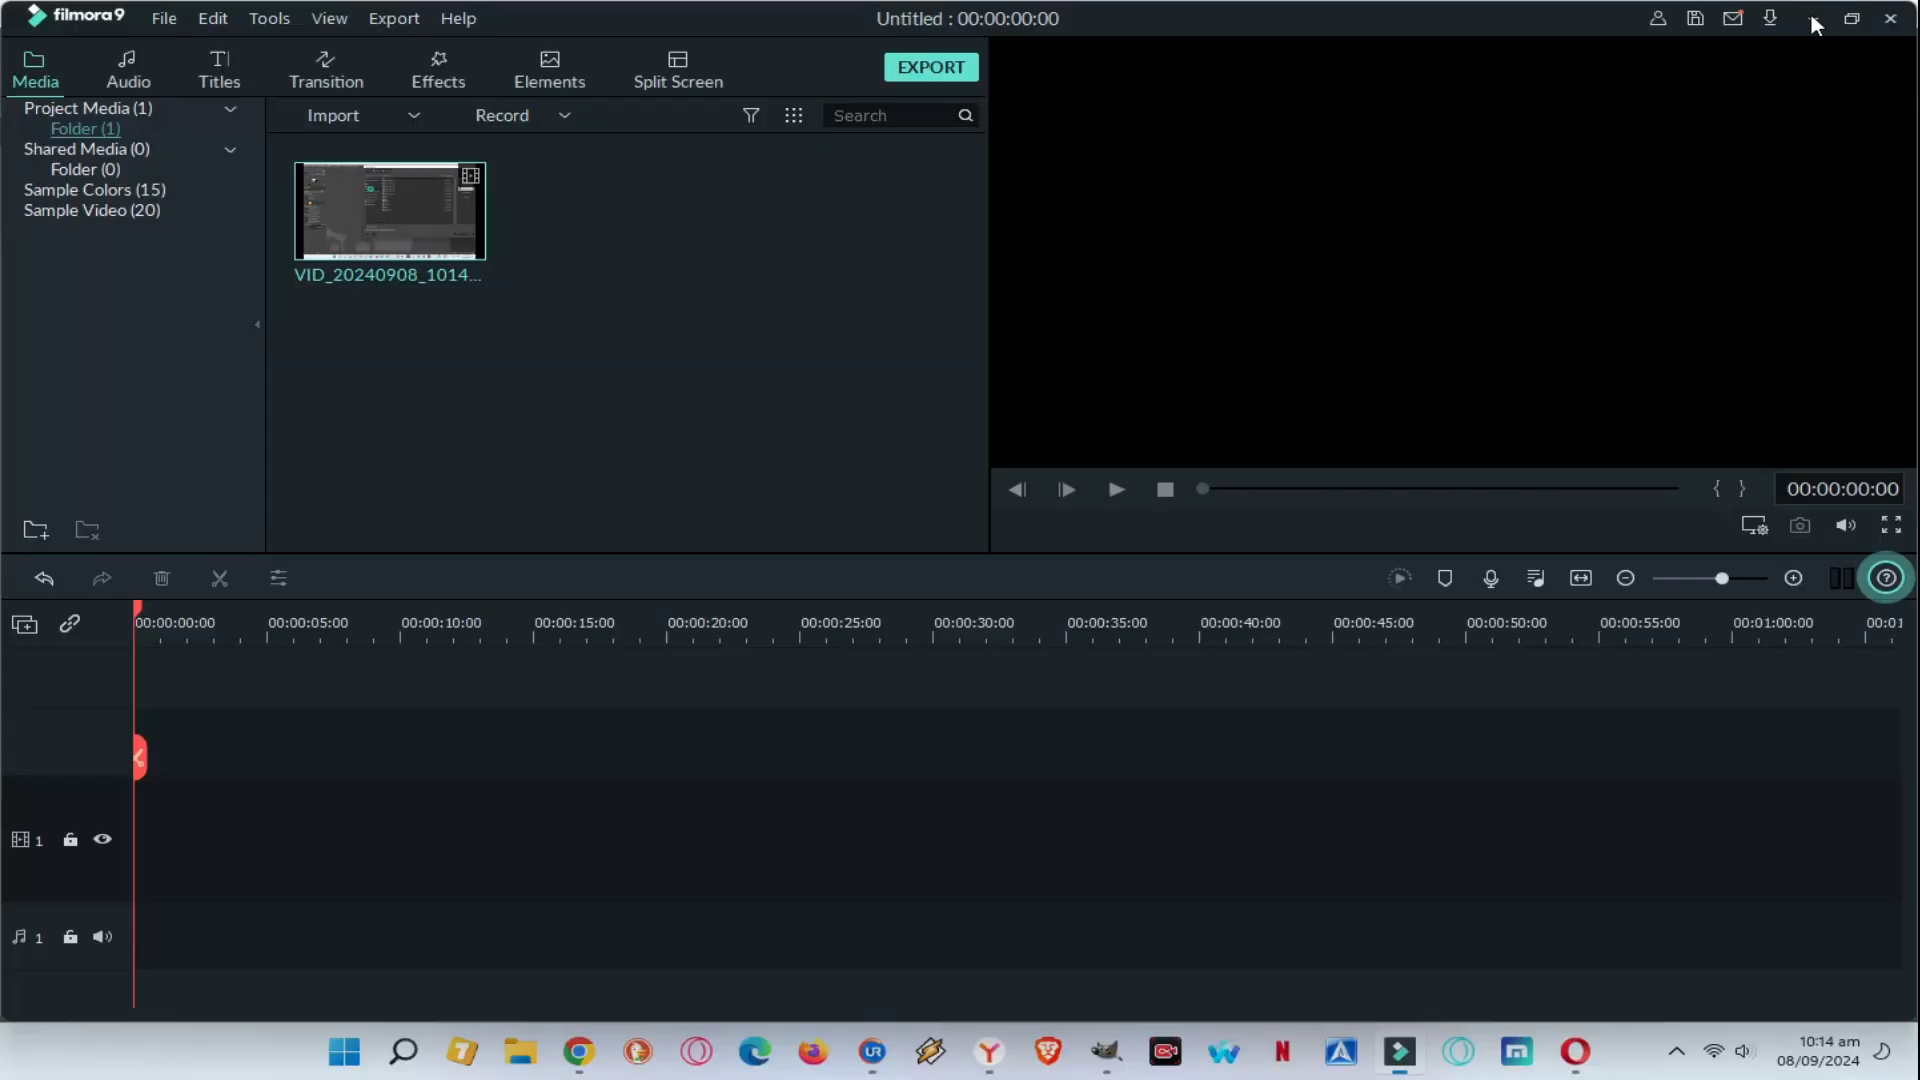 filmora9 File Edit Tools View Export Help Untitled : 00:00:00:00
Media Audio Titles Transition Effects Elements Split Screen EXPORT
Project Media (1)
Folder (1)
Shared Media (0)
Folder (0)
Sample Colors (15)
Sample Video (20)
Import Record Search
VID_20240908_1014...
{ } 00:00:00:00
00:00:00:00 00:00:05:00 00:00:10:00 00:00:15:00 00:00:20:00 00:00:25:00 00:00:30:00 00:00:35:00 00:00:40:00 00:00:45:00 00:00:50:00 00:00:55:00 00:01:00:00 00:01
1
1
UR
10:14 am
08/09/2024